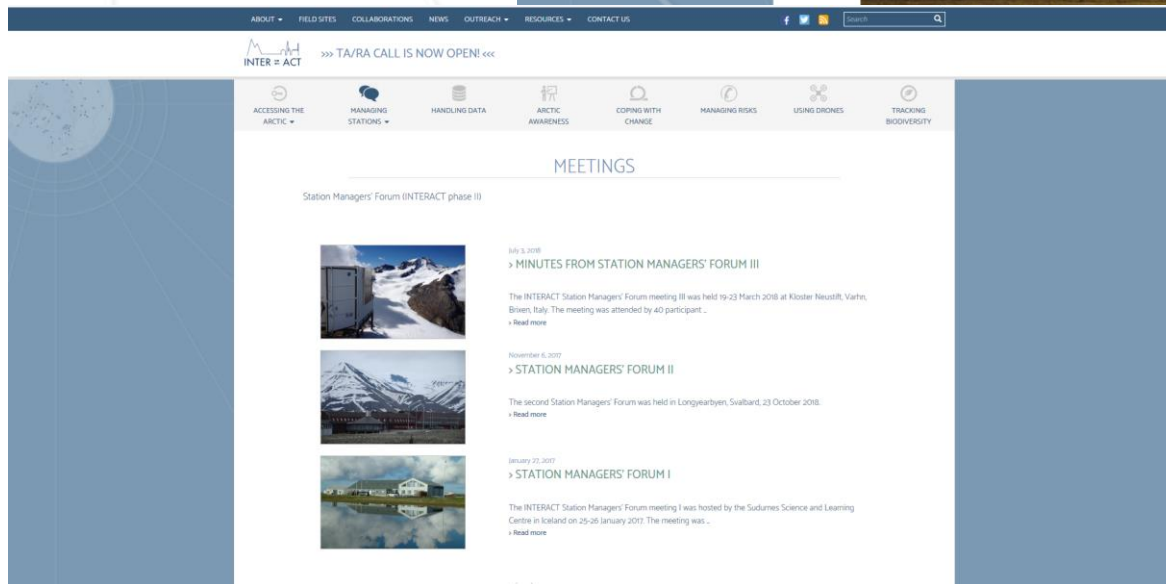 ABOUT FIELD SITES COLLABORATIONS NEWS OUTREACH RESOURCES CONTACT US Search
INTER ⇌ ACT >>> TA/RA CALL IS NOW OPEN! <<<
ACCESSING THE ARCTIC
MANAGING STATIONS
HANDLING DATA
ARCTIC AWARENESS
COPING WITH CHANGE
MANAGING RISKS
USING DRONES
TRACKING BIODIVERSITY
MEETINGS
Station Managers' Forum (INTERACT phase II)
July 3, 2018
> MINUTES FROM STATION MANAGERS' FORUM III
The INTERACT Station Managers' Forum meeting III was held 19-23 March 2018 at Kloster Neustift, Varhn,
Brixen, Italy. The meeting was attended by 40 participant ...
> Read more
November 6, 2017
> STATION MANAGERS' FORUM II
The second Station Managers' Forum was held in Longyearbyen, Svalbard, 23 October 2018.
> Read more
January 27, 2017
> STATION MANAGERS' FORUM I
The INTERACT Station Managers' Forum meeting I was hosted by the Sudurnes Science and Learning
Centre in Iceland on 25-26 January 2017. The meeting was ...
> Read more